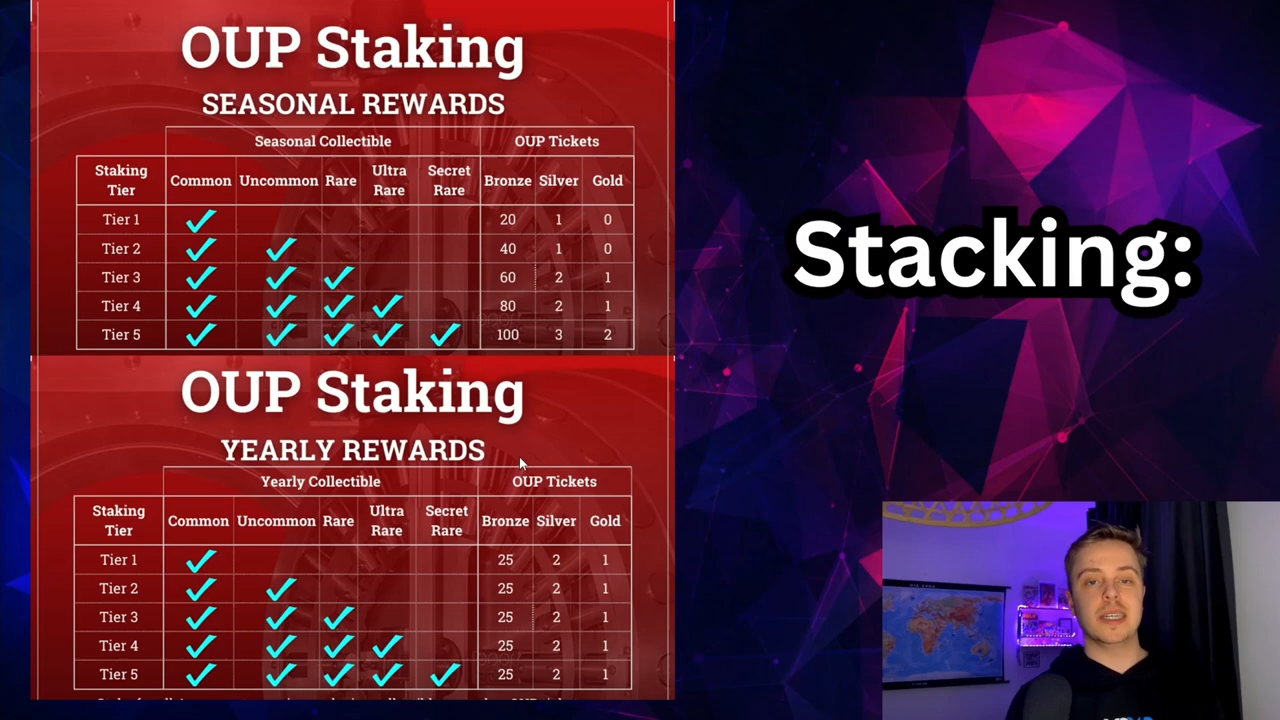 OUP Staking
SEASONAL REWARDS
Seasonal Collectible OUP Tickets
Staking Tier Common Uncommon Rare Ultra Rare Secret Rare Bronze Silver Gold
Tier 1 20 1 0
Tier 2 40 1 0
Tier 3 60 2 1
Tier 4 80 2 1
Tier 5 100 3 2
OUP Staking
YEARLY REWARDS
Yearly Collectible OUP Tickets
Staking Tier Common Uncommon Rare Ultra Rare Secret Rare Bronze Silver Gold
Tier 1 25 2 1
Tier 2 25 2 1
Tier 3 25 2 1
Tier 4 25 2 1
Tier 5 25 2 1
Stacking: